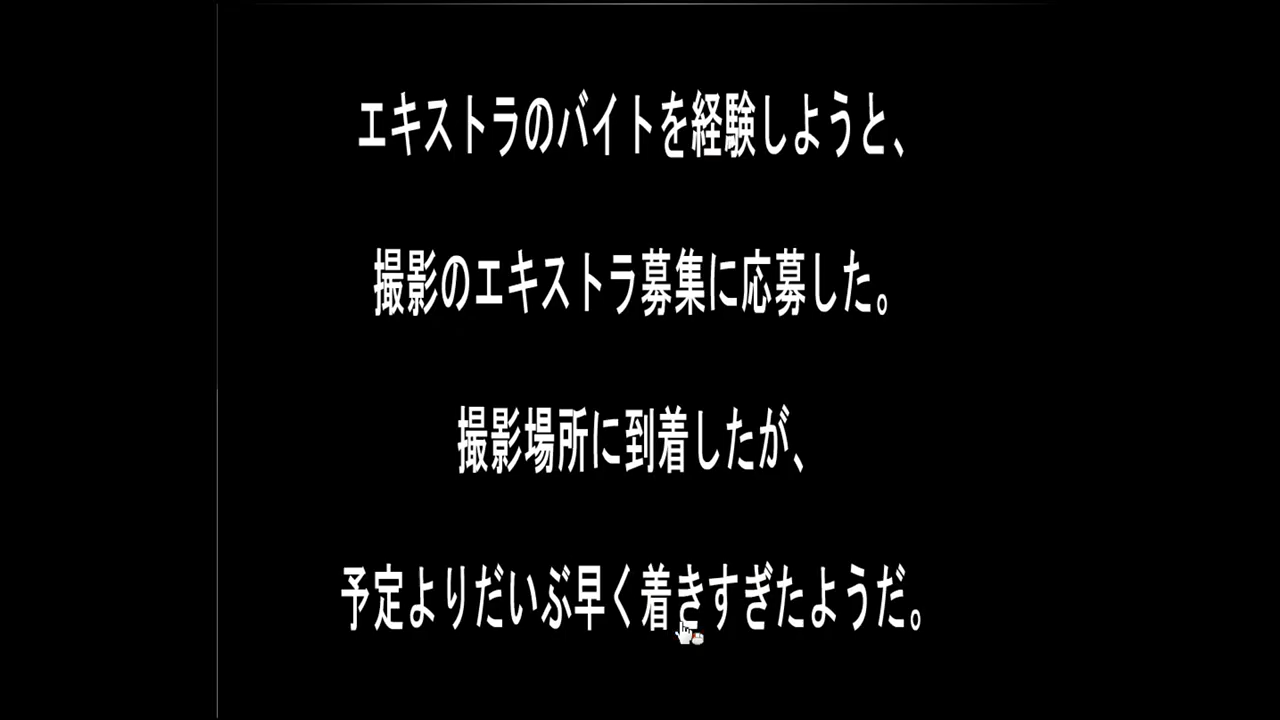 エキストラのバイトを経験しようと、
撮影のエキストラ募集に応募した。
撮影場所に到着したが、
予定よりだいぶ早く着きすぎたようだ。